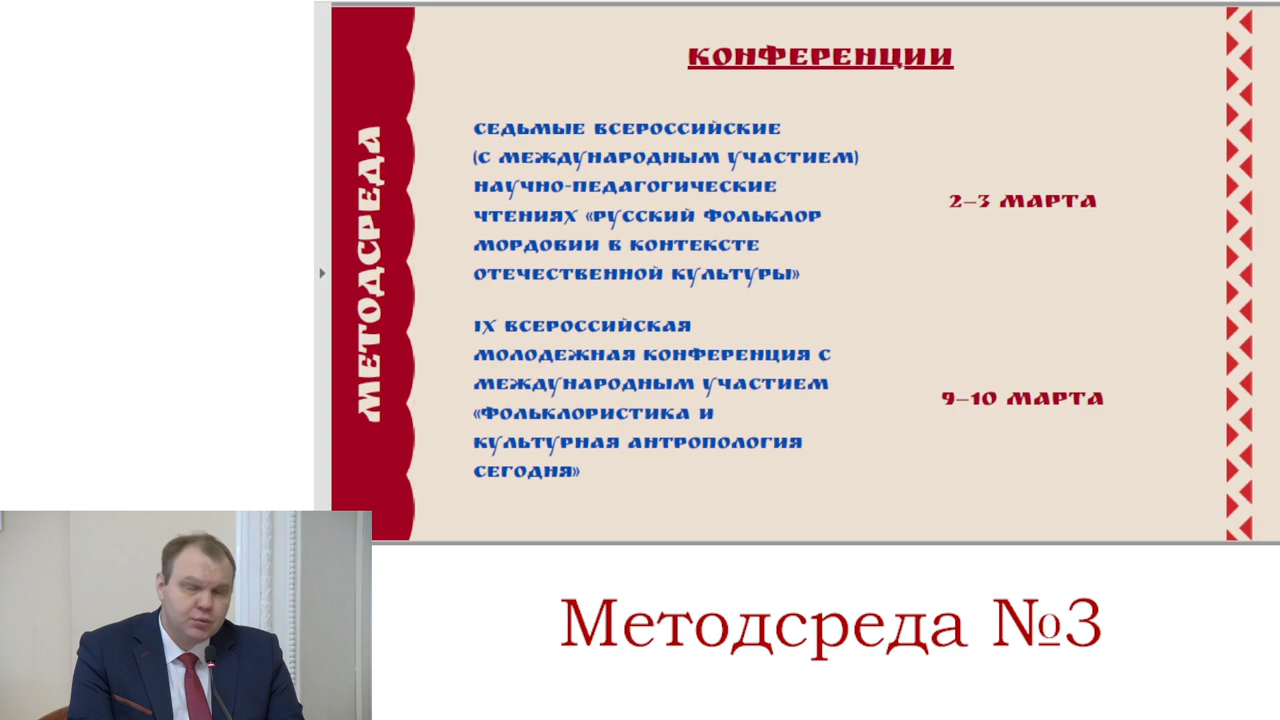 МЕТОДСРЕДА
КОНФЕРЕНЦИИ
СЕДЬМЫЕ ВСЕРОССИЙСКИЕ
(С МЕЖДУНАРОДНЫМ УЧАСТИЕМ)
НАУЧНО-ПЕДАГОГИЧЕСКИЕ
ЧТЕНИЯХ «РУССКИЙ ФОЛЬКЛОР
МОРДОВИИ В КОНТЕКСТЕ
ОТЕЧЕСТВЕННОЙ КУЛЬТУРЫ»
2–3 МАРТА
IX ВСЕРОССИЙСКАЯ
МОЛОДЕЖНАЯ КОНФЕРЕНЦИЯ С
МЕЖДУНАРОДНЫМ УЧАСТИЕМ
«ФОЛЬКЛОРИСТИКА И
КУЛЬТУРНАЯ АНТРОПОЛОГИЯ
СЕГОДНЯ»
9–10 МАРТА
Методсреда №3